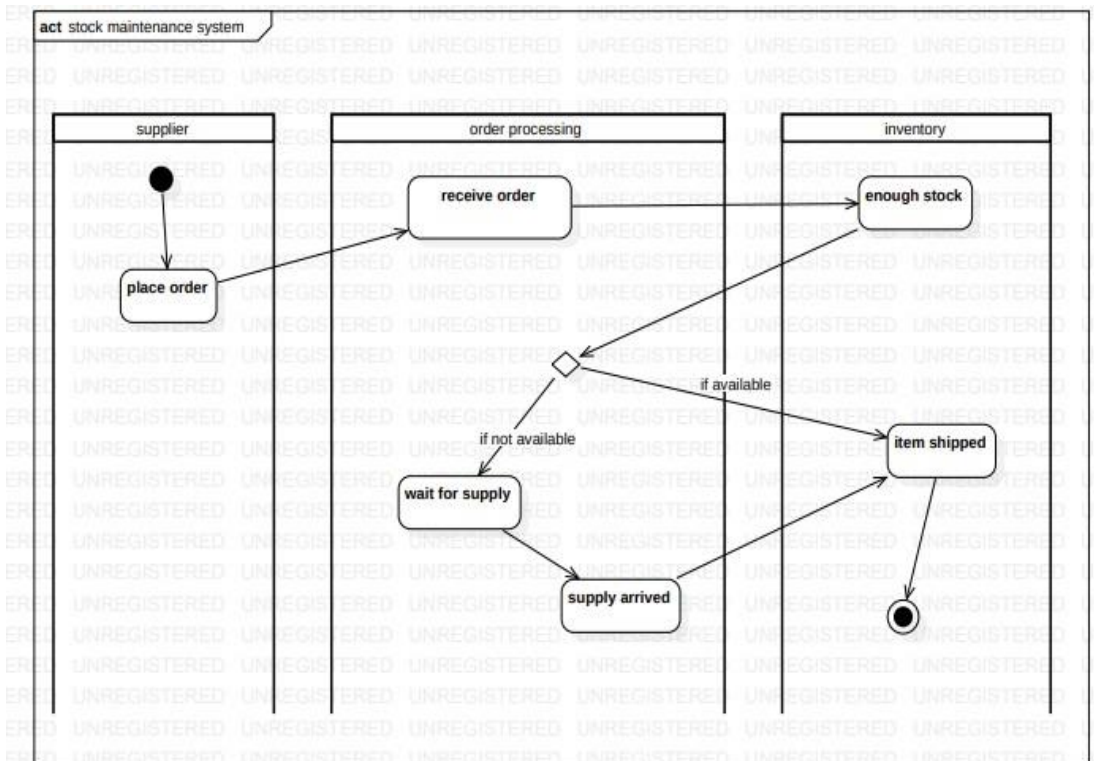 act stock maintenance system
supplier
order processing
inventory
receive order
enough stock
place order
if available
if not available
item shipped
wait for supply
supply arrived
UNREGISTERED